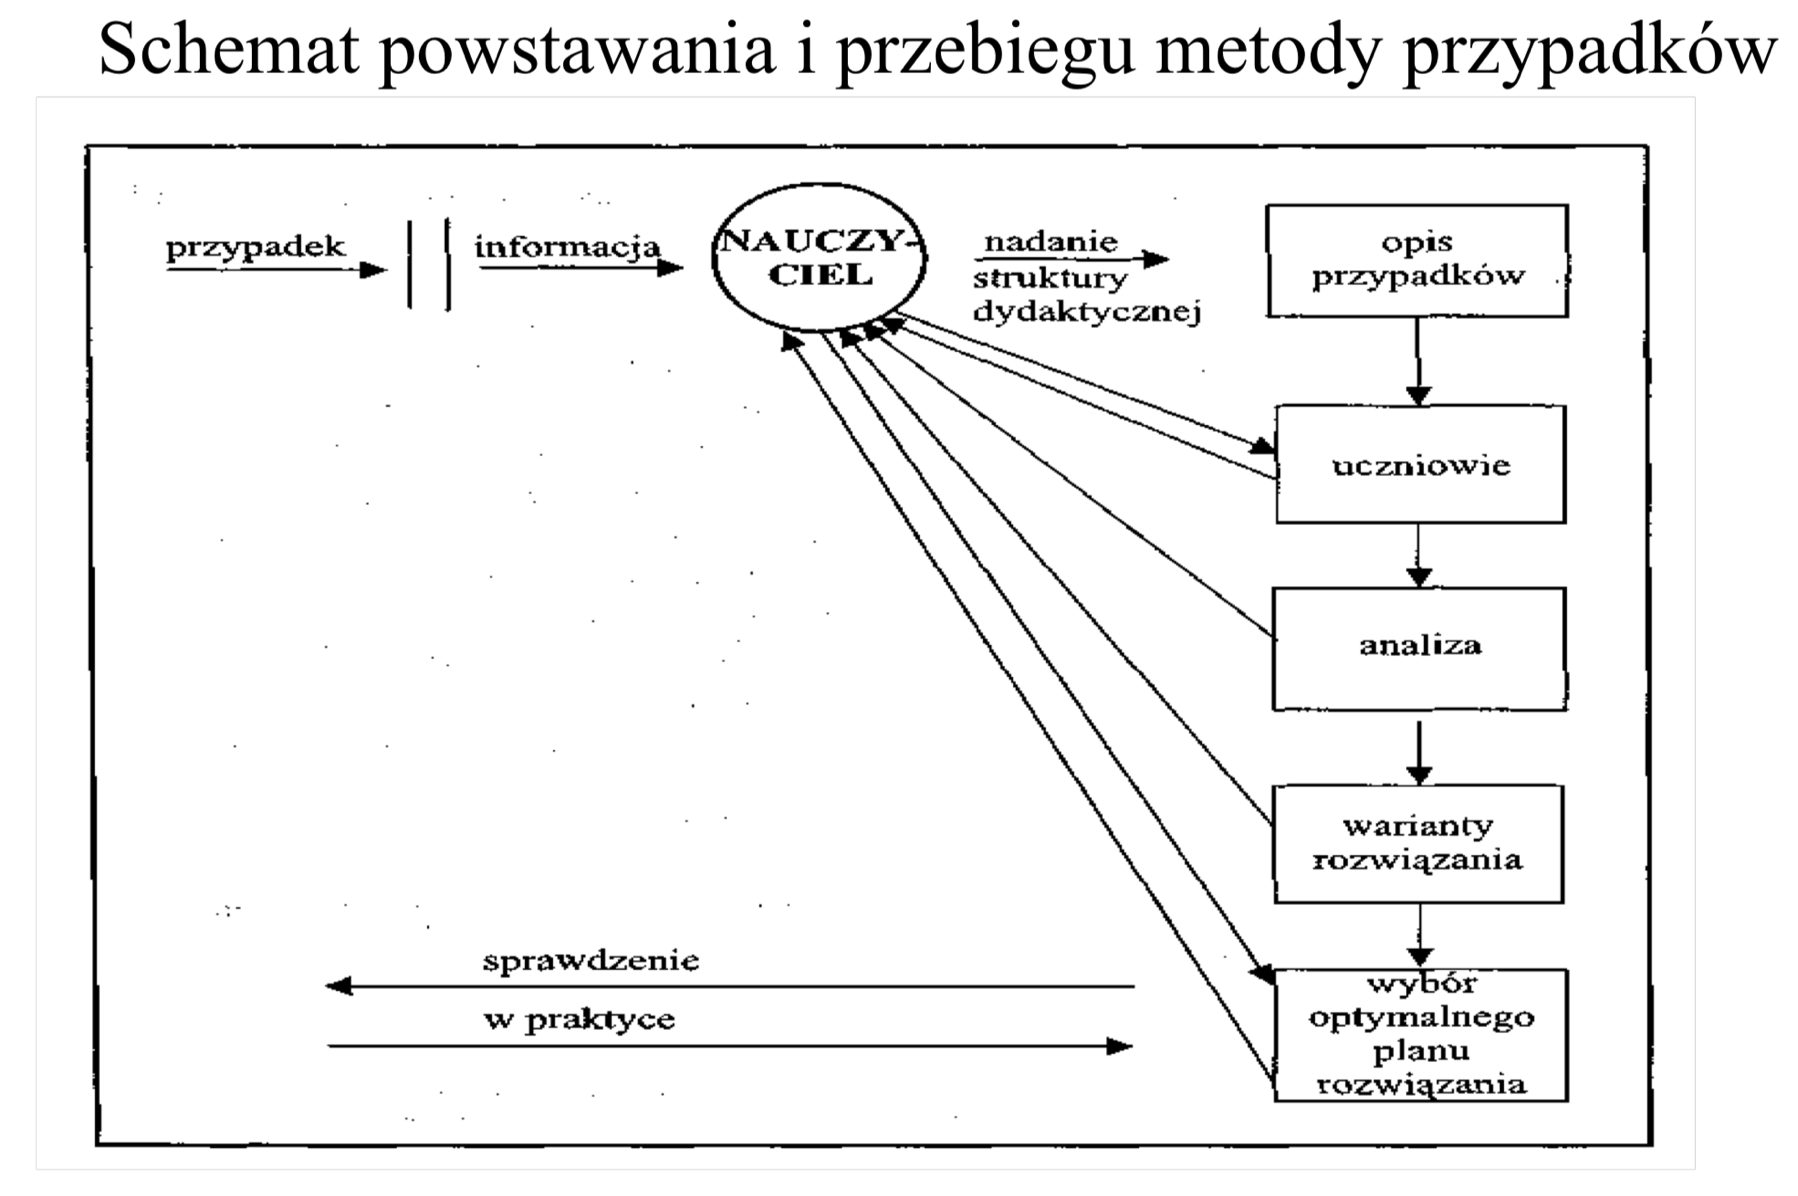 Schemat powstawania i przebiegu metody przypadków
przypadek
informacja
NAUCZY-
CIEL
nadanie
struktury
dydaktycznej
opis
przypadków
uczniowie
analiza
warianty
rozwiązania
wybór
optymalnego
planu
rozwiązania
sprawdzenie
w praktyce